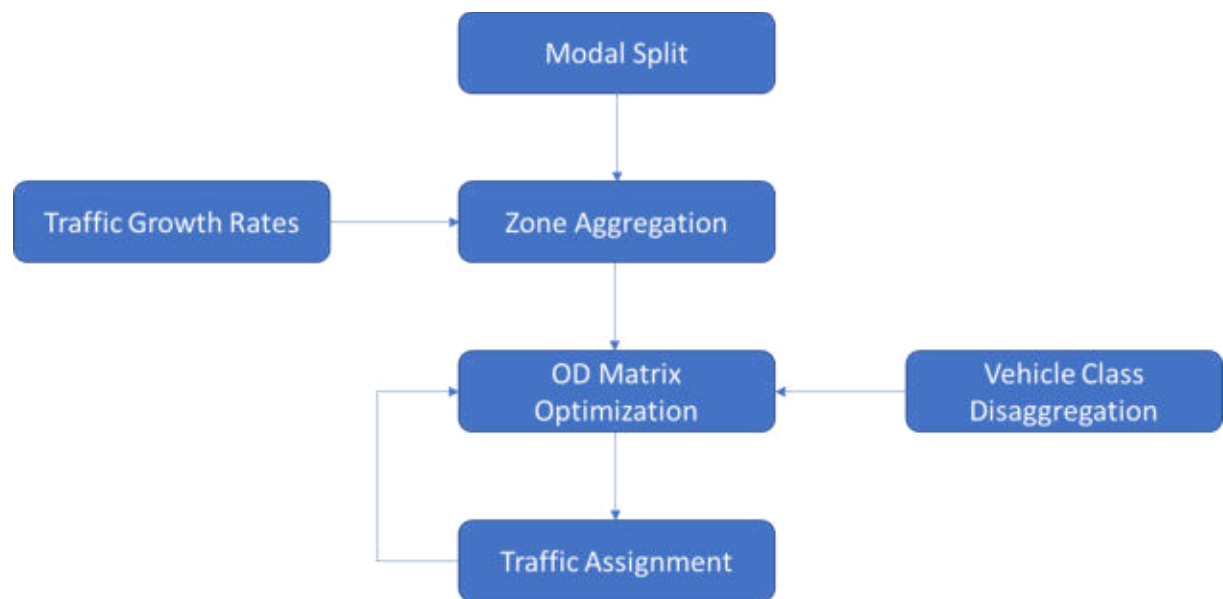 Modal Split
Traffic Growth Rates
Zone Aggregation
OD Matrix
Optimization
Vehicle Class
Disaggregation
Traffic Assignment